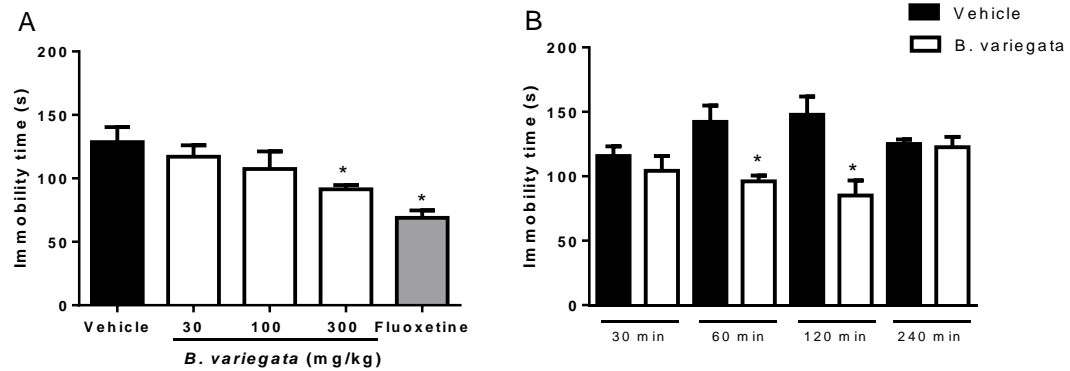 A
Immobility time (s)
200
150
100
50
0
*
*
Vehicle 30 100 300 Fluoxetine
B. variegata (mg/kg)
B
Vehicle
B. variegata
Immobility time (s)
200
150
100
50
0
*
*
30 min 60 min 120 min 240 min